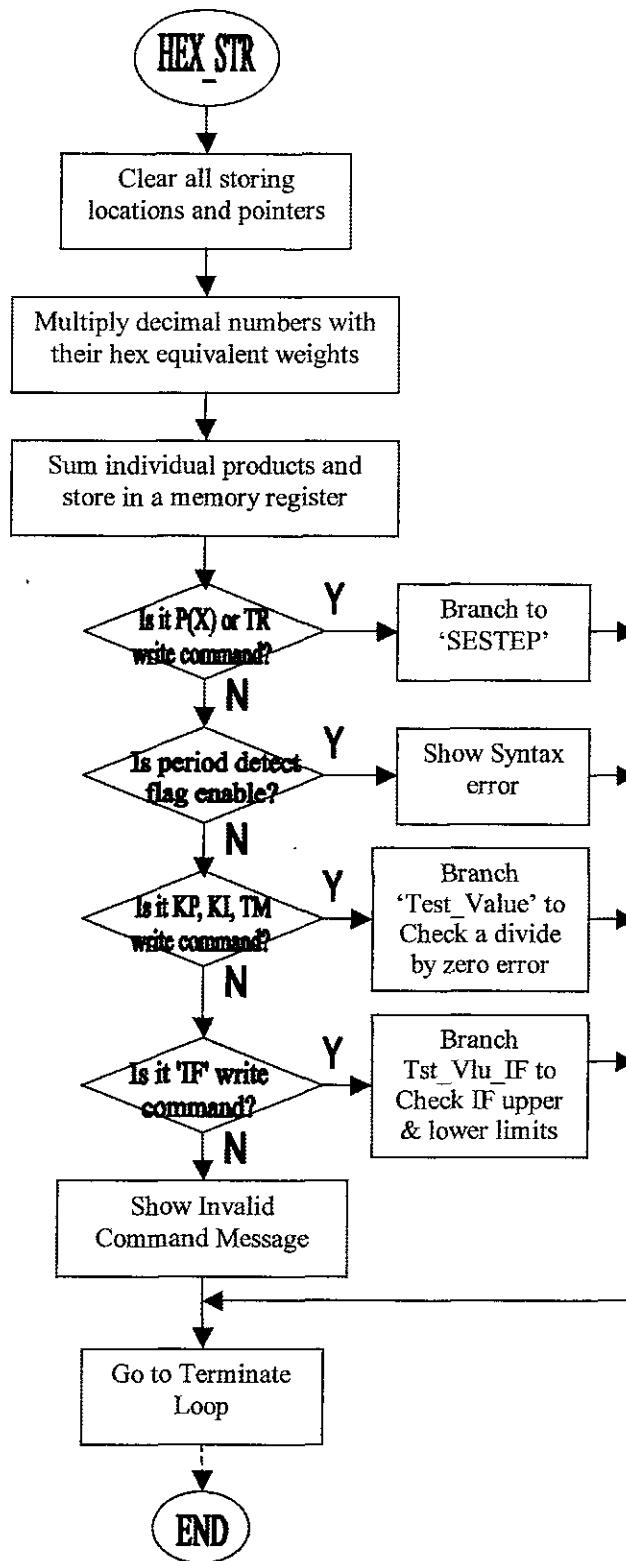 HEX_STR
Clear all storing
locations and pointers
Multiply decimal numbers with
their hex equivalent weights
Sum individual products and
store in a memory register
Is it P(X) or TR
write command?
Y
Branch to
‘SESTEP’
N
Is period detect
flag enable?
Y
Show Syntax
error
N
Is it KP, KI, TM
write command?
Y
Branch
‘Test_Value’ to
Check a divide
by zero error
N
Is it 'IF' write
command?
Y
Branch
Tst_Vlu_IF to
Check IF upper
& lower limits
N
Show Invalid
Command Message
Go to Terminate
Loop
END